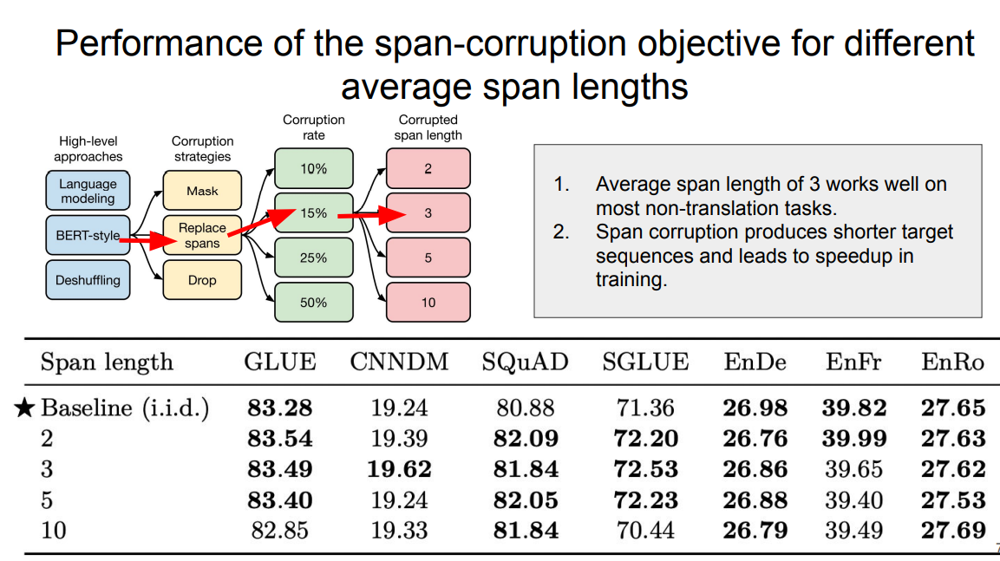 Performance of the span-corruption objective for different
average span lengths
High-level
approaches
Language
modeling
BERT-style
Deshuffling
Corruption
strategies
Mask
Replace
spans
Drop
Corruption
rate
10%
15%
25%
50%
Corrupted
span length
2
3
5
10
1. Average span length of 3 works well on
most non-translation tasks.
2. Span corruption produces shorter target
sequences and leads to speedup in
training.
Span length GLUE CNNDM SQuAD SGLUE EnDe EnFr EnRo
★ Baseline (i.i.d.) 83.28 19.24 80.88 71.36 26.98 39.82 27.65
2 83.54 19.39 82.09 72.20 26.76 39.99 27.63
3 83.49 19.62 81.84 72.53 26.86 39.65 27.62
5 83.40 19.24 82.05 72.23 26.88 39.40 27.53
10 82.85 19.33 81.84 70.44 26.79 39.49 27.69